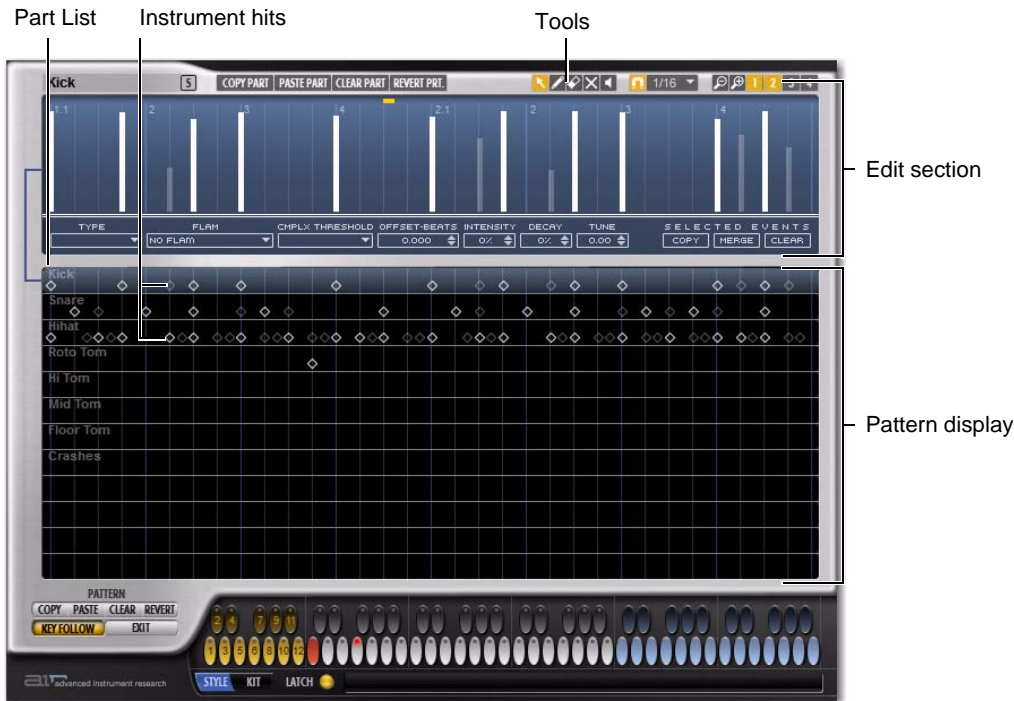 Part List Instrument hits Tools
Kick S COPY PART PASTE PART CLEAR PART REVERT PRT. 1/16 1 2 3 4
1.1 2 3 4 2.1 2 3 4
Edit section
TYPE FLAM CMPLX THRESHOLD OFFSET-BEATS INTENSITY DECAY TUNE SELECTED EVENTS
NO FLAM 0.000 0% 0% 0.00 COPY MERGE CLEAR
Kick
Snare
Hihat
Roto Tom
Hi Tom
Mid Tom
Floor Tom
Pattern display
Crashes
PATTERN
COPY PASTE CLEAR REVERT
KEY FOLLOW EXIT
2 4 7 9 11
1 3 5 6 8 10 12
air advanced instrument research STYLE KIT LATCH